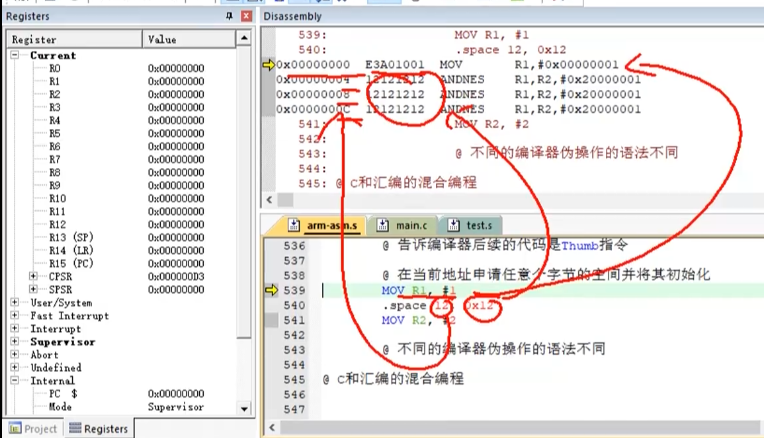 Registers
Register Value
Current
R0 0x00000000
R1 0x00000000
R2 0x00000000
R3 0x00000000
R4 0x00000000
R5 0x00000000
R6 0x00000000
R7 0x00000000
R8 0x00000000
R9 0x00000000
R10 0x00000000
R11 0x00000000
R12 0x00000000
R13 (SP) 0x00000000
R14 (LR) 0x00000000
R15 (PC) 0x00000000
CPSR 0x000000D3
SPSR 0x00000000
User/System
Fast Interrupt
Interrupt
Supervisor
Abort
Undefined
Internal
PC $ 0x00000000
Mode Supervisor
Project Registers
Disassembly
539: MOV R1, #1
540: .space 12, 0x12
0x00000000 E3A01001 MOV R1,#0x00000001
0x00000004 12121212 ANDNES R1,R2,#0x20000001
0x00000008 12121212 ANDNES R1,R2,#0x20000001
0x0000000C 12121212 ANDNES R1,R2,#0x20000001
541: MOV R2, #2
542:
543: @ 不同的编译器伪操作的语法不同
544:
545: @ C和汇编的混合编程
arm-asm.s main.c test.s
536 @ 告诉编译器后续的代码是Thumb指令
537
538 @ 在当前地址申请任意个字节的空间并将其初始化
539 MOV R1, #1
540 .space 12, 0x12
541 MOV R2, #2
542
543 @ 不同的编译器伪操作的语法不同
544
545 @ C和汇编的混合编程
546
547